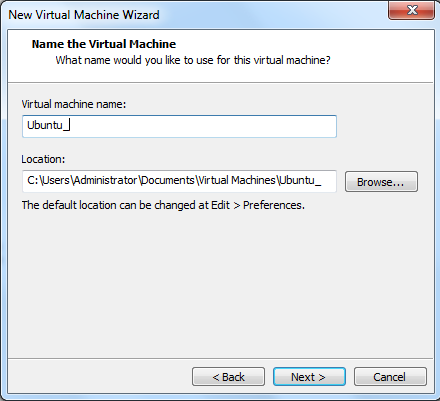 New Virtual Machine Wizard
Name the Virtual Machine
What name would you like to use for this virtual machine?
Virtual machine name:
Ubuntu_
Location:
C:\Users\Administrator\Documents\Virtual Machines\Ubuntu_
Browse...
The default location can be changed at Edit > Preferences.
< Back
Next >
Cancel